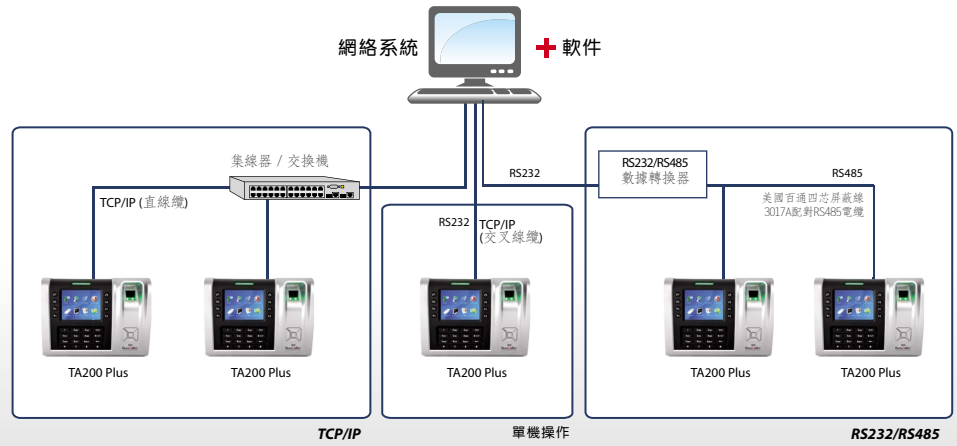 網絡系統
軟件
集線器 / 交換機
TCP/IP (直線纜)
RS232
TCP/IP
(交叉線纜)
RS232
RS232/RS485
數據轉換器
RS485
美國百通四芯屏蔽線
3017A配對RS485電纜
TA200 Plus
TA200 Plus
TA200 Plus
TA200 Plus
TA200 Plus
TCP/IP
單機操作
RS232/RS485